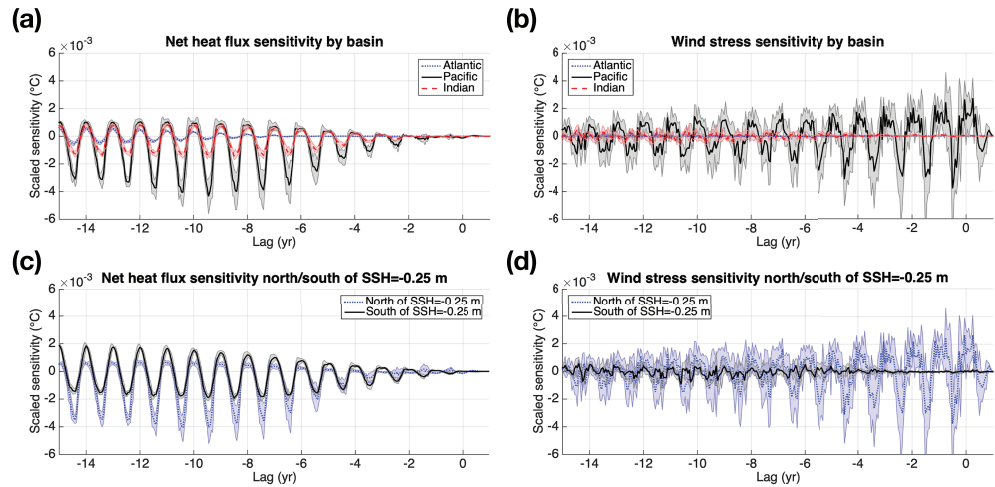 (a)
Net heat flux sensitivity by basin
×10⁻³
6
4
2
0
-2
-4
-6
Scaled sensitivity (°C)
Atlantic
Pacific
Indian
-14 -12 -10 -8 -6 -4 -2 0
Lag (yr)
(b)
Wind stress sensitivity by basin
×10⁻³
6
4
2
0
-2
-4
-6
Scaled sensitivity (°C)
Atlantic
Pacific
Indian
-14 -12 -10 -8 -6 -4 -2 0
Lag (yr)
(c)
Net heat flux sensitivity north/south of SSH=-0.25 m
×10⁻³
6
4
2
0
-2
-4
-6
Scaled sensitivity (°C)
North of SSH=-0.25 m
South of SSH=-0.25 m
-14 -12 -10 -8 -6 -4 -2 0
Lag (yr)
(d)
Wind stress sensitivity north/south of SSH=-0.25 m
×10⁻³
6
4
2
0
-2
-4
-6
Scaled sensitivity (°C)
North of SSH=-0.25 m
South of SSH=-0.25 m
-14 -12 -10 -8 -6 -4 -2 0
Lag (yr)